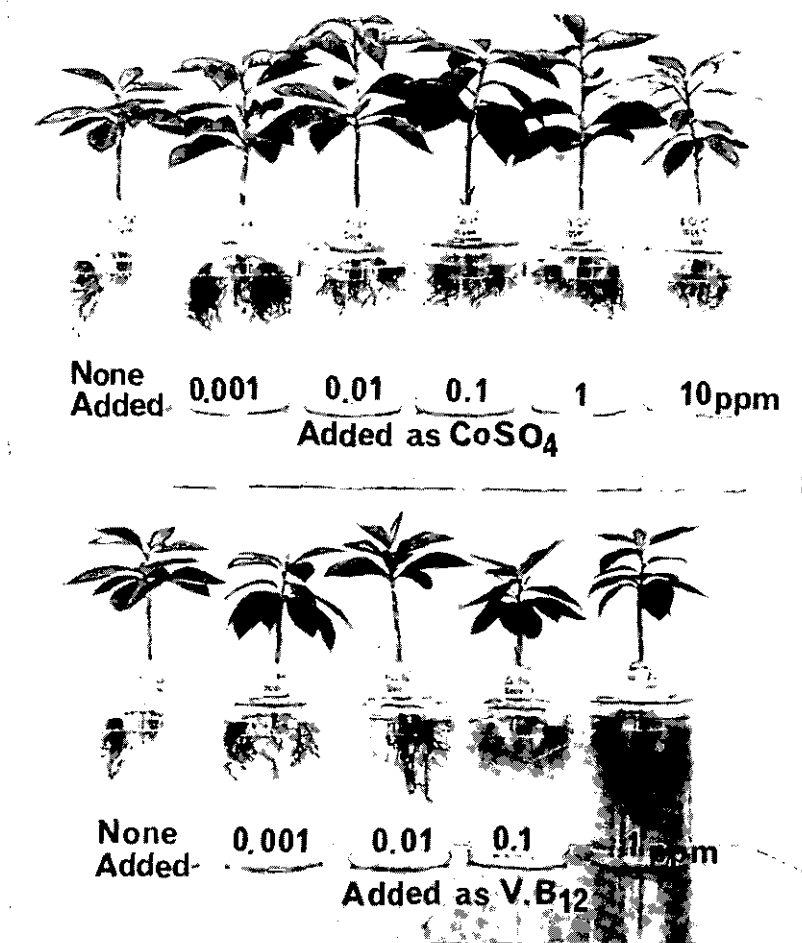 None
Added
0.001 0.01 0.1 1 10ppm
Added as CoSO₄
None
Added
0.001 0.01 0.1 1 ppm
Added as V.B₁₂